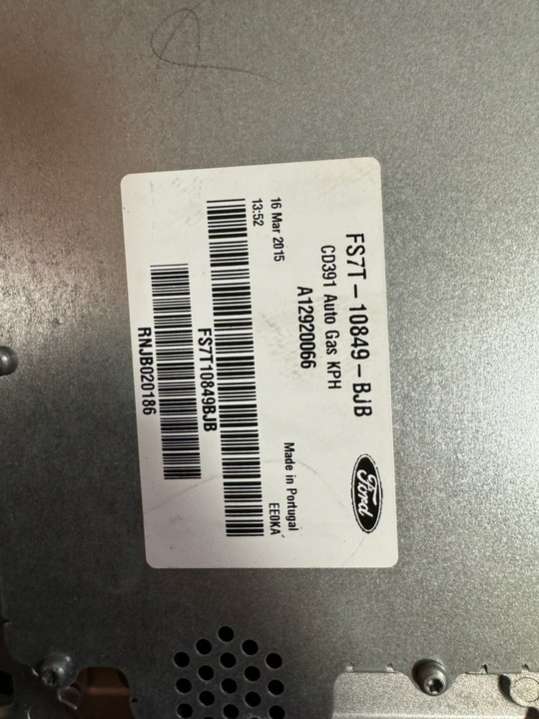 FS7T-10849-BJB
CD391 Auto Gas KPH
A12920066
Ford
16 Mar 2015
13:52
Made in Portugal
EE0KA
FS7T10849BJB
RNJB020186